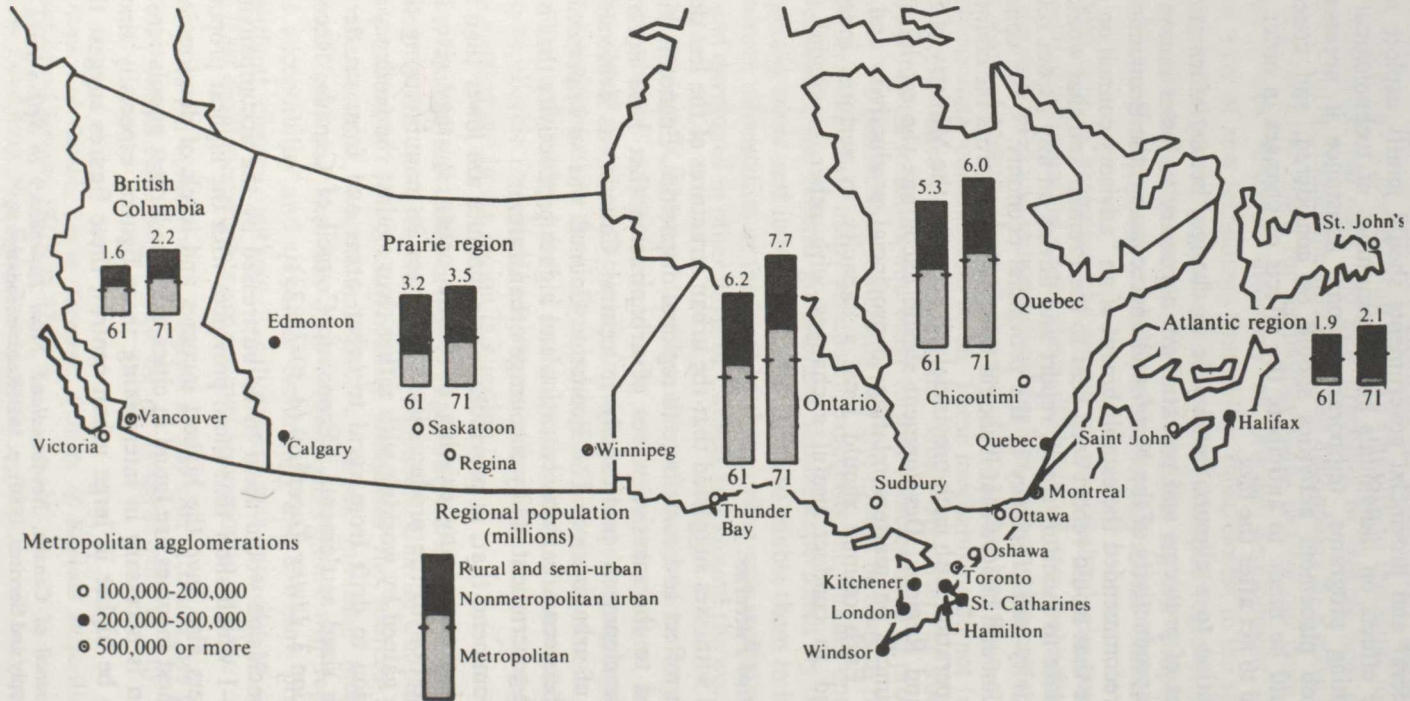 British
Columbia
1.6
2.2
61
71
Prairie region
3.2
3.5
61
71
Edmonton
Vancouver
Victoria
Calgary
Saskatoon
Regina
Winnipeg
6.2
7.7
61
71
Ontario
5.3
6.0
61
71
Quebec
Chicoutimi
St. John's
Atlantic region
1.9
2.1
61
71
Quebec
Saint John
Halifax
Montreal
Sudbury
Thunder
Bay
Ottawa
Oshawa
Toronto
Kitchener
London
St. Catharines
Hamilton
Windsor
Metropolitan agglomerations
100,000-200,000
200,000-500,000
500,000 or more
Regional population
(millions)
Rural and semi-urban
Nonmetropolitan urban
Metropolitan